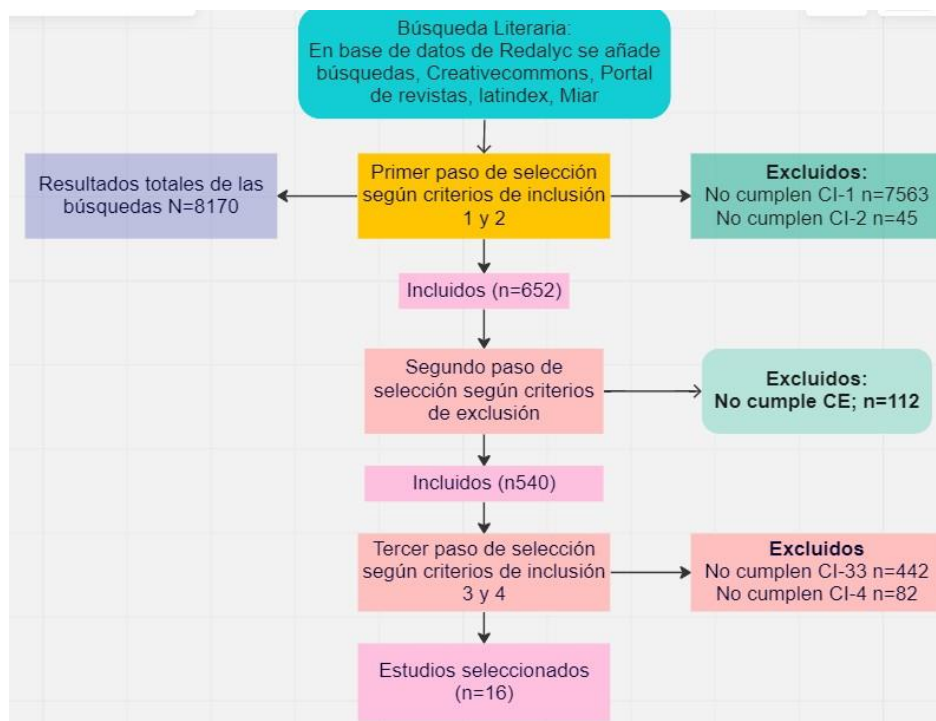 Búsqueda Literaria:
En base de datos de Redalyc se añade
búsquedas, Creativecommons, Portal
de revistas, latindex, Miar
Resultados totales de las
búsquedas N=8170
Primer paso de selección
según criterios de inclusión
1 y 2
Excluidos:
No cumplen CI-1 n=7563
No cumplen CI-2 n=45
Incluidos (n=652)
Segundo paso de
selección según criterios
de exclusión
Excluidos:
No cumple CE; n=112
Incluidos (n540)
Tercer paso de selección
según criterios de inclusión
3 y 4
Excluidos
No cumplen CI-33 n=442
No cumplen CI-4 n=82
Estudios seleccionados
(n=16)